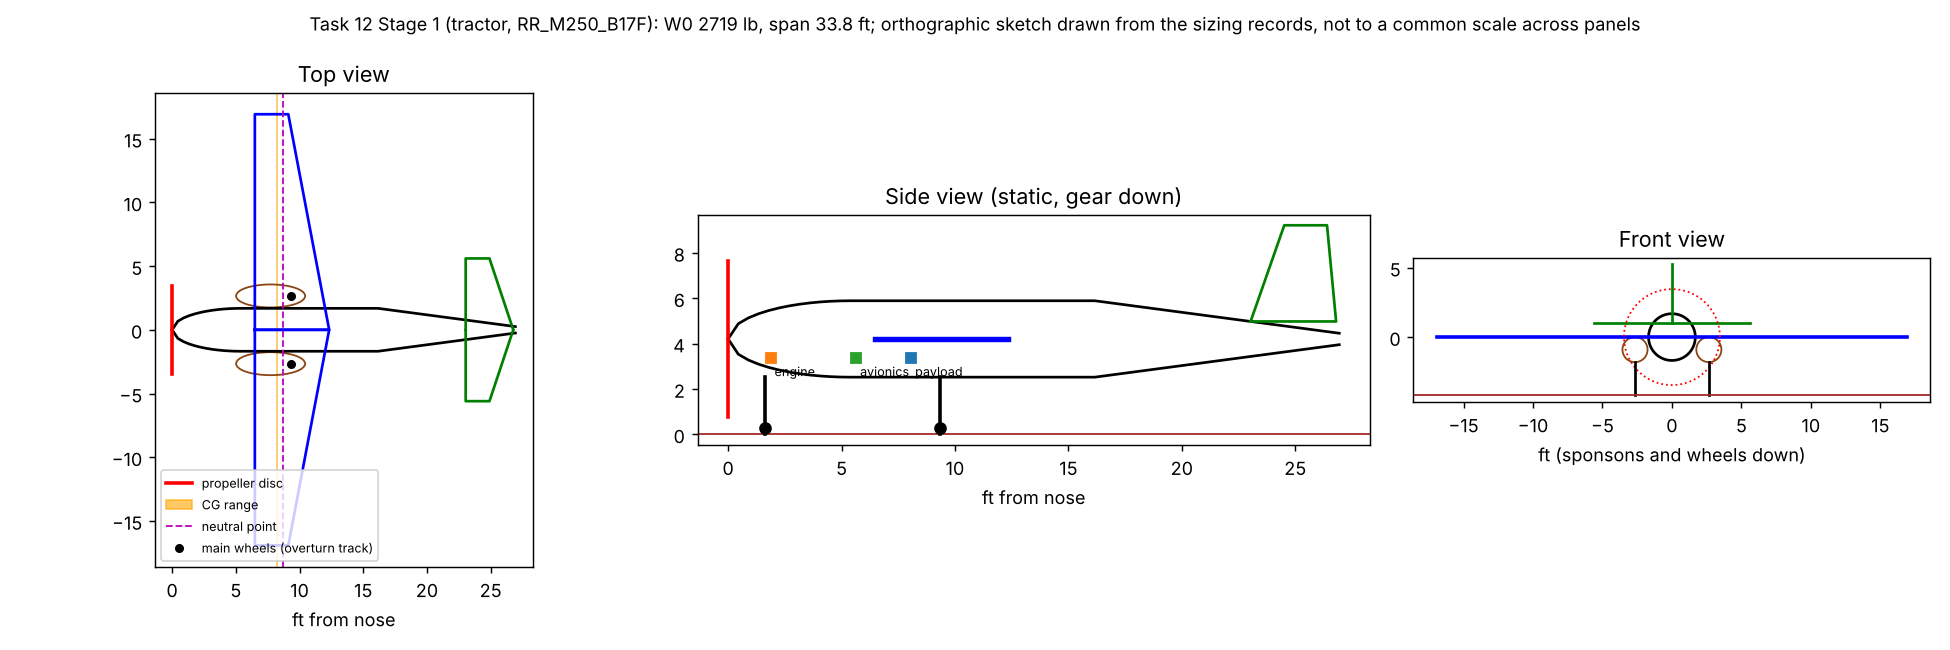 Task 12 Stage 1 (tractor, RR_M250_B17F): W0 2719 lb, span 33.8 ft; orthographic sketch drawn from the sizing records, not to a common scale across panels
Top view
15
10
5
0
−5
−10
−15
propeller disc
CG range
neutral point
main wheels (overturn track)
0 5 10 15 20 25
ft from nose
Side view (static, gear down)
8
6
4
2
0
engine
avionics
payload
0 5 10 15 20 25
ft from nose
Front view
5
0
−15 −10 −5 0 5 10 15
ft (sponsons and wheels down)